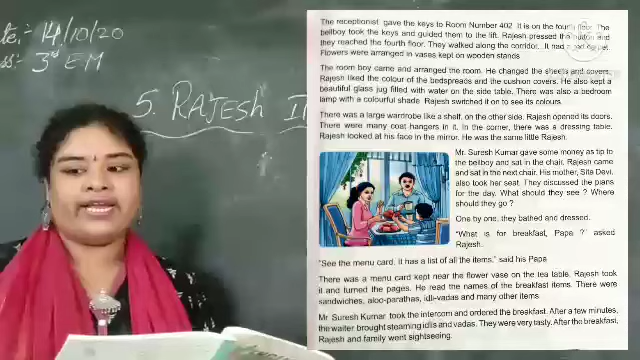 14/10/20
3rd E M
5. RAJESH
The receptionist gave the keys to Room Number 402. It is on the fourth floor. The
bellboy took the keys and guided them to the lift. Rajesh pressed the button and
they reached the fourth floor. They walked along the corridor. It had a red carpet.
Flowers were arranged in vases kept on wooden stands.
The room boy came and arranged the room. He changed the sheets and covers.
Rajesh liked the colour of the bedspreads and the cushion covers. He also kept a
beautiful glass jug filled with water on the side table. There was also a bedroom
lamp with a colourful shade. Rajesh switched it on to see its colours.
There was a large wardrobe like a shelf, on the other side. Rajesh opened its doors.
There were many coat hangers in it. In the corner, there was a dressing table.
Rajesh looked at his face in the mirror. He was the same little Rajesh.
Mr. Suresh Kumar gave some money as tip to
the bellboy and sat in the chair. Rajesh came
and sat in the next chair. His mother, Sita Devi,
also took her seat. They discussed the plans
for the day. What should they see ? Where
should they go ?
One by one, they bathed and dressed.
"What is for breakfast, Papa ?" asked
Rajesh.
"See the menu card. It has a list of all the items," said his Papa.
There was a menu card kept near the flower vase on the tea table. Rajesh took
it and turned the pages. He read the names of the breakfast items. There were
sandwiches, aloo-parathas, idli-vadas and many other items.
Mr Suresh Kumar took the intercom and ordered the breakfast. After a few minutes,
the waiter brought steaming idlis and vadas. They were very tasty. After the breakfast,
Rajesh and family went sightseeing.